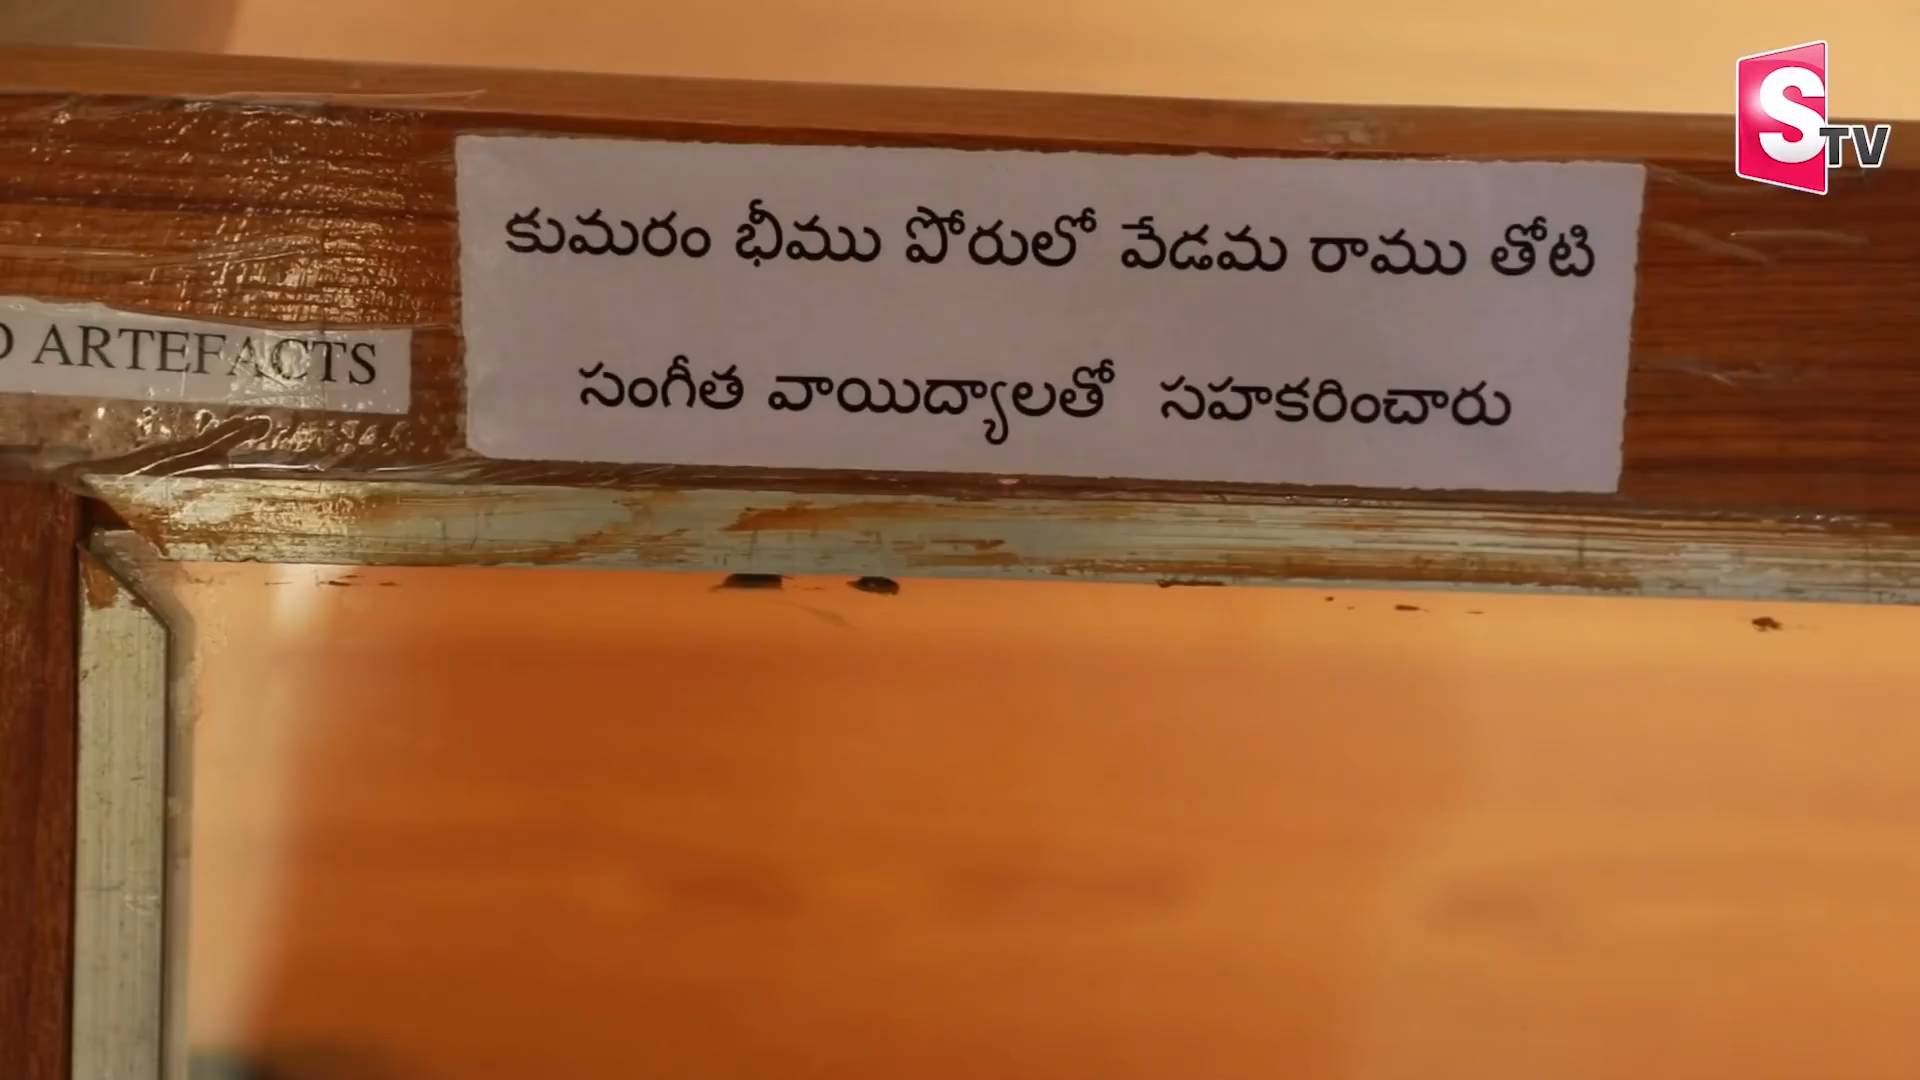 STV
కుమరం భీము పోరులో వేడమ రాము తోటి
సంగీత వాయిద్యాలతో సహకరించారు
ARTEFACTS